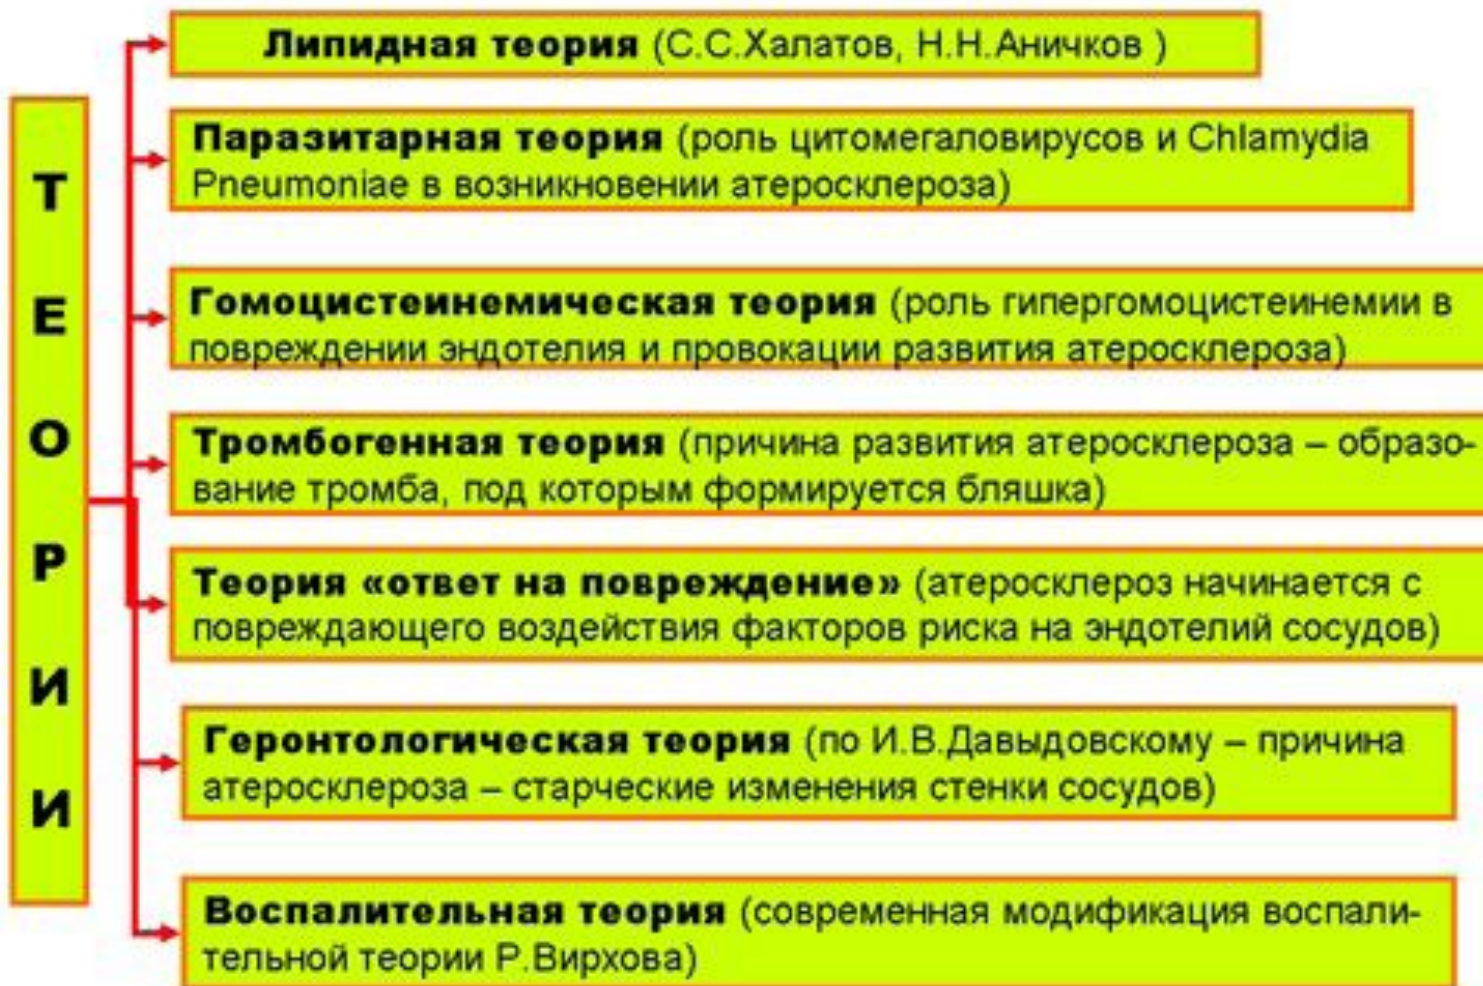 Т
Е
О
Р
И
И
Липидная теория (С.С.Халатов, Н.Н.Аничков )
Паразитарная теория (роль цитомегаловирусов и Chlamydia
Pneumoniae в возникновении атеросклероза)
Гомоцистеинемическая теория (роль гипергомоцистеинемии в
повреждении эндотелия и провокации развития атеросклероза)
Тромбогенная теория (причина развития атеросклероза – образо-
вание тромба, под которым формируется бляшка)
Теория «ответ на повреждение» (атеросклероз начинается с
повреждающего воздействия факторов риска на эндотелий сосудов)
Геронтологическая теория (по И.В.Давыдовскому – причина
атеросклероза – старческие изменения стенки сосудов)
Воспалительная теория (современная модификация воспали-
тельной теории Р.Вирхова)